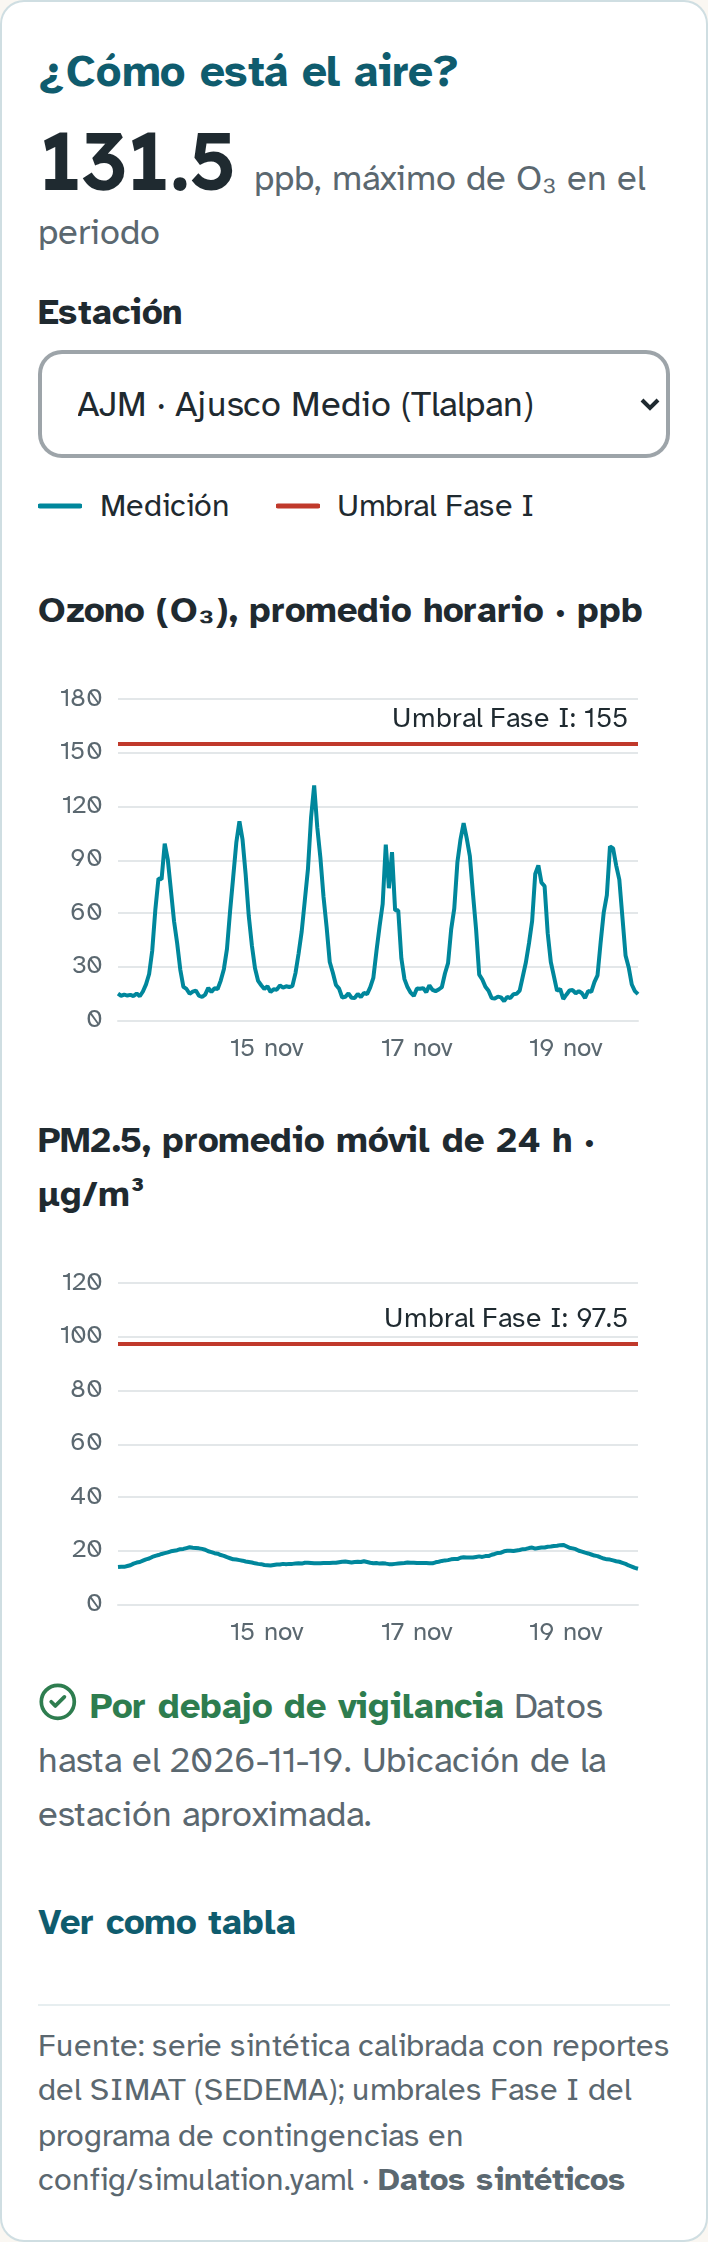 ¿Cómo está el aire?
131.5 ppb, máximo de O₃ en el
periodo
Estación
AJM · Ajusco Medio (Tlalpan)
Medición Umbral Fase I
Ozono (O₃), promedio horario · ppb
180
Umbral Fase I: 155
150
120
90
60
30
0
15 nov 17 nov 19 nov
PM2.5, promedio móvil de 24 h ·
µg/m³
120
Umbral Fase I: 97.5
100
80
60
40
20
0
15 nov 17 nov 19 nov
Por debajo de vigilancia Datos
hasta el 2026-11-19. Ubicación de la
estación aproximada.
Ver como tabla
Fuente: serie sintética calibrada con reportes
del SIMAT (SEDEMA); umbrales Fase I del
programa de contingencias en
config/simulation.yaml · Datos sintéticos